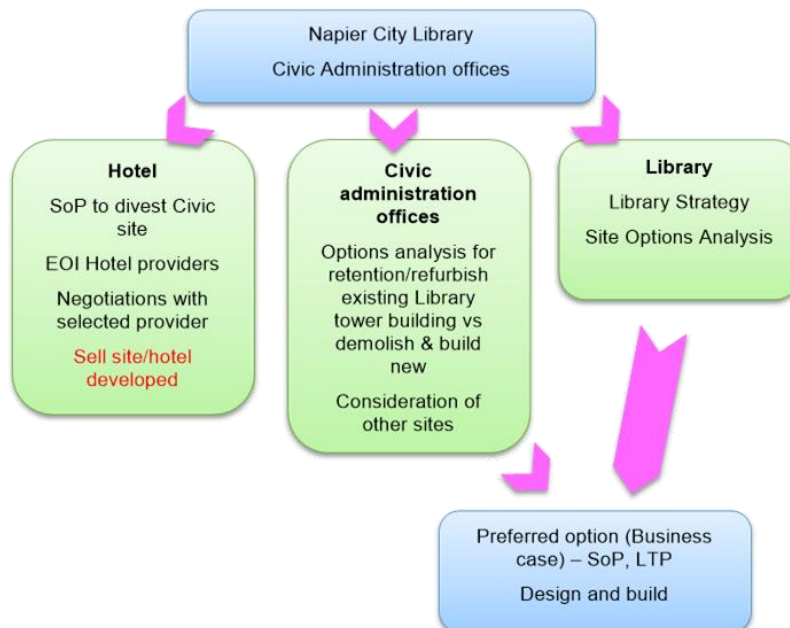 Napier City Library
Civic Administration offices
Hotel
SoP to divest Civic
site
EOI Hotel providers
Negotiations with
selected provider
Sell site/hotel
developed
Civic
administration
offices
Options analysis for
retention/refurbish
existing Library
tower building vs
demolish & build
new
Consideration of
other sites
Library
Library Strategy
Site Options Analysis
Preferred option (Business
case) – SoP, LTP
Design and build